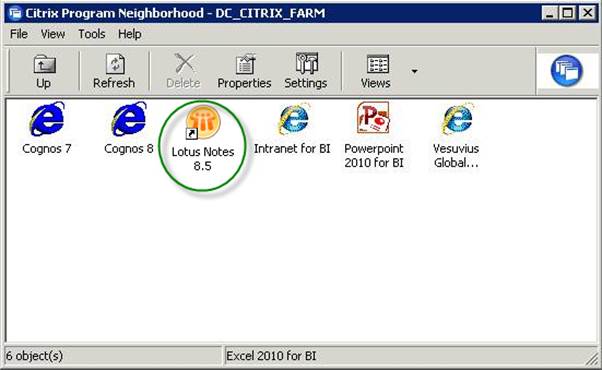 Citrix Program Neighborhood - DC_CITRIX_FARM
File View Tools Help
Up Refresh Delete Properties Settings Views
Cognos 7 Cognos 8 Lotus Notes 8.5 Intranet for BI Powerpoint 2010 for BI Vesuvius Global...
6 object(s) Excel 2010 for BI